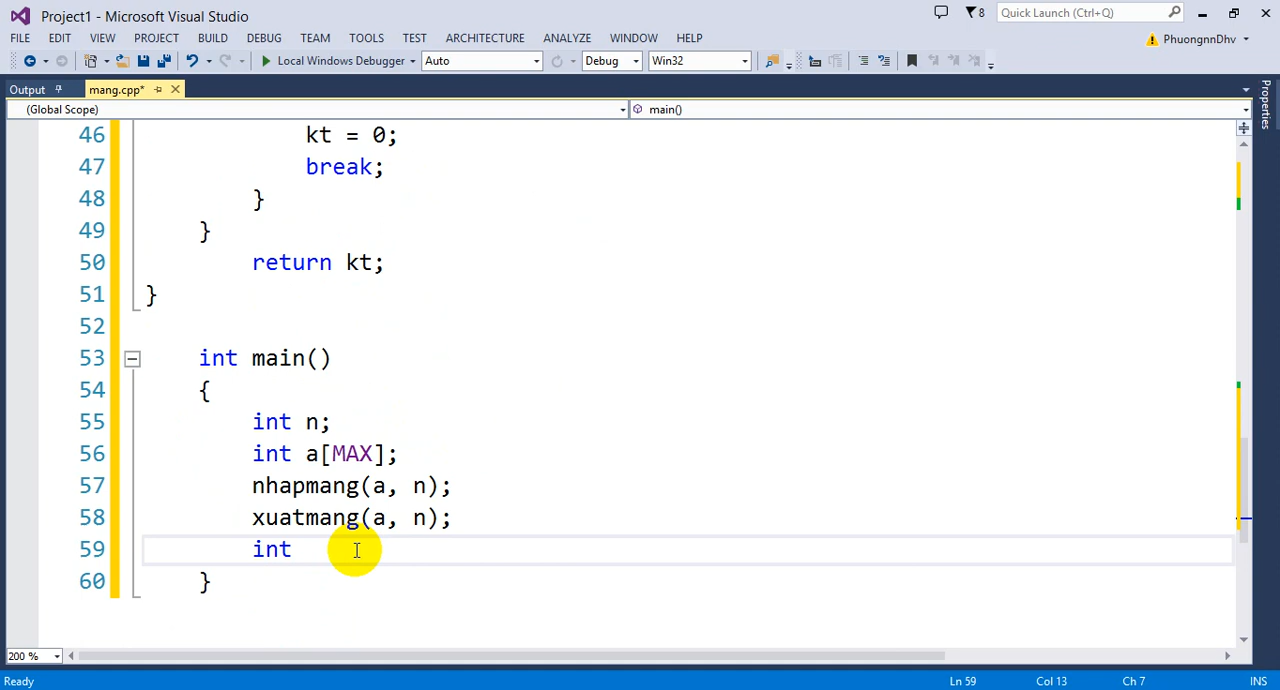 Project1 - Microsoft Visual Studio
8
Quick Launch (Ctrl+Q)
FILE EDIT VIEW PROJECT BUILD DEBUG TEAM TOOLS TEST ARCHITECTURE ANALYZE WINDOW HELP
PhuongnnDhv
Local Windows Debugger Auto Debug Win32
Output mang.cpp*
Properties
(Global Scope) main()
46 kt = 0;
47 break;
48 }
49 }
50 return kt;
51 }
52
53 int main()
54 {
55 int n;
56 int a[MAX];
57 nhapmang(a, n);
58 xuatmang(a, n);
59 int
60 }
200 %
Ready Ln 59 Col 13 Ch 7 INS